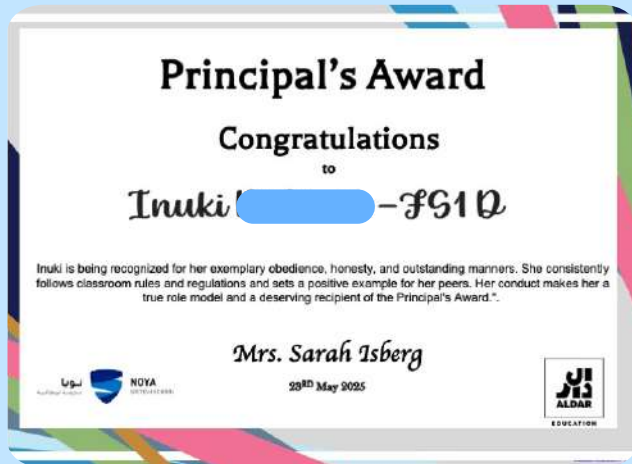 Principal's Award
Congratulations
to
Inuki -FS1 D
Inuki is being recognized for her exemplary obedience, honesty, and outstanding manners. She consistently
follows classroom rules and regulations and sets a positive example for her peers. Her conduct makes her a
true role model and a deserving recipient of the Principal's Award.".
Mrs. Sarah Isberg
23RD May 2025
نويا
NOYA
الدار
ALDAR
EDUCATION